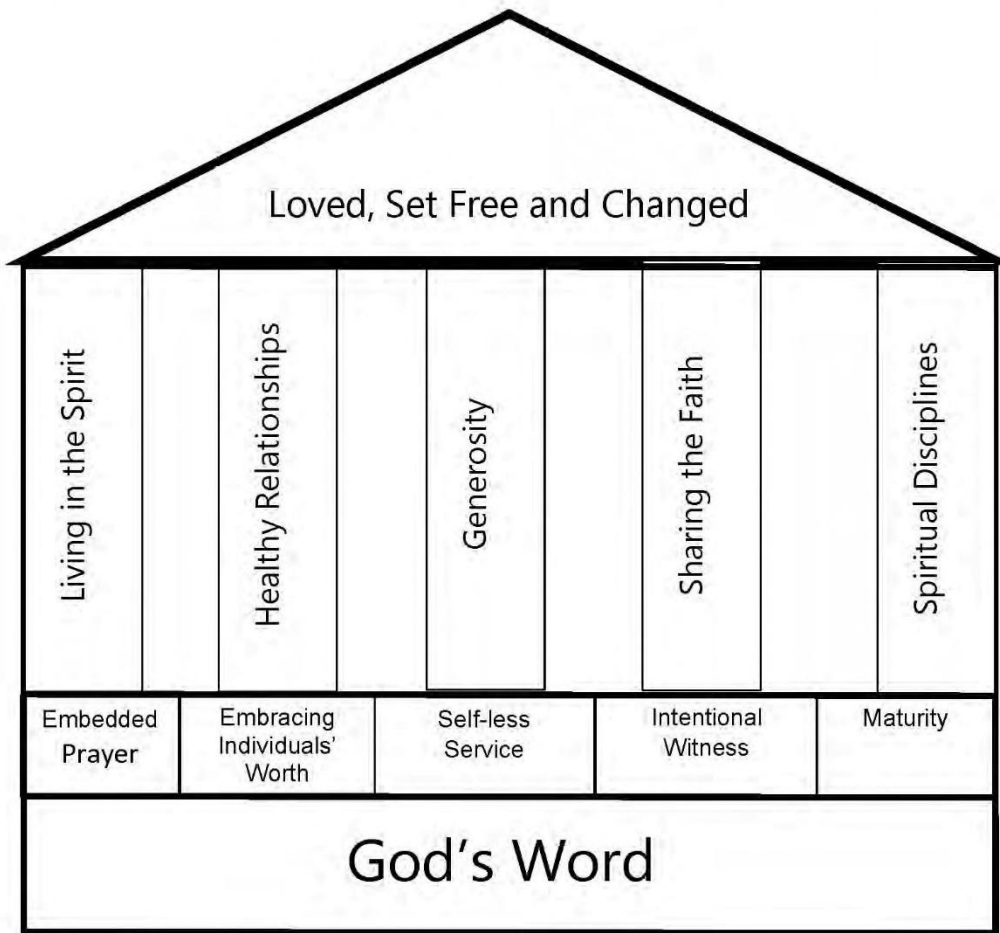 Loved, Set Free and Changed
Living in the Spirit
Healthy Relationships
Generosity
Sharing the Faith
Spiritual Disciplines
Embedded
Prayer
Embracing
Individuals'
Worth
Self-less
Service
Intentional
Witness
Maturity
God's Word